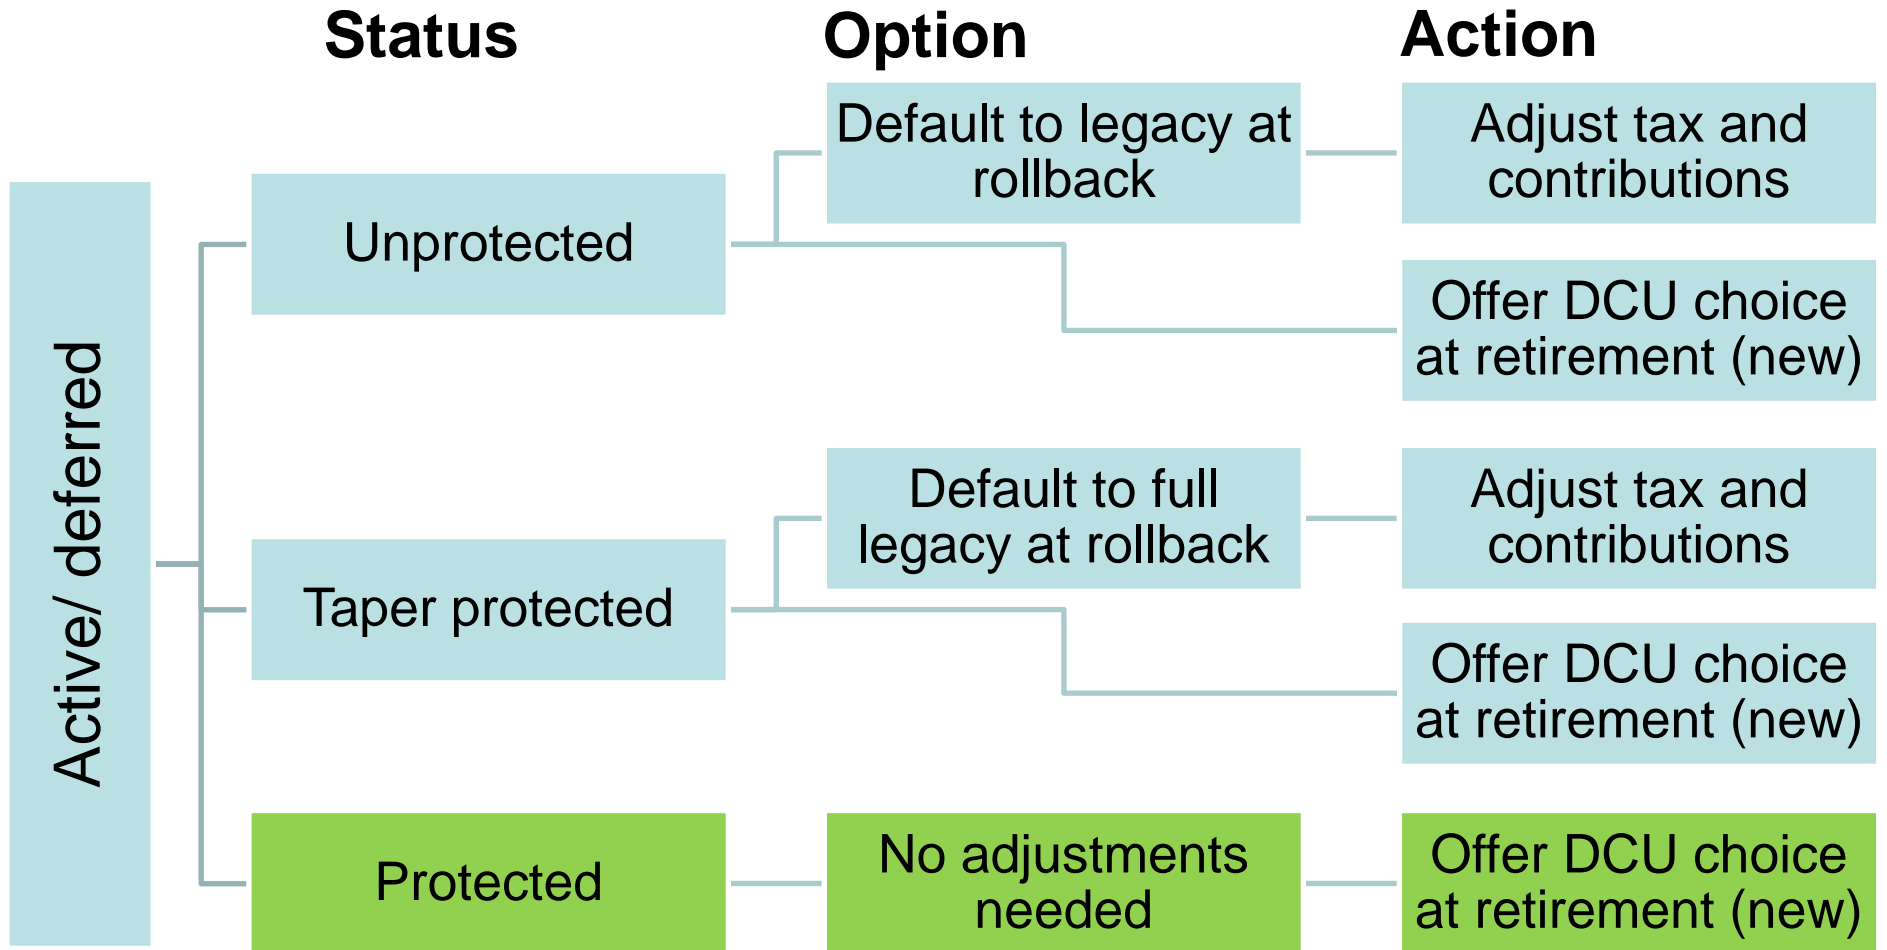 Status
Option
Action
Active/ deferred
Unprotected
Default to legacy at
rollback
Adjust tax and
contributions
Offer DCU choice
at retirement (new)
Taper protected
Default to full
legacy at rollback
Adjust tax and
contributions
Offer DCU choice
at retirement (new)
Protected
No adjustments
needed
Offer DCU choice
at retirement (new)